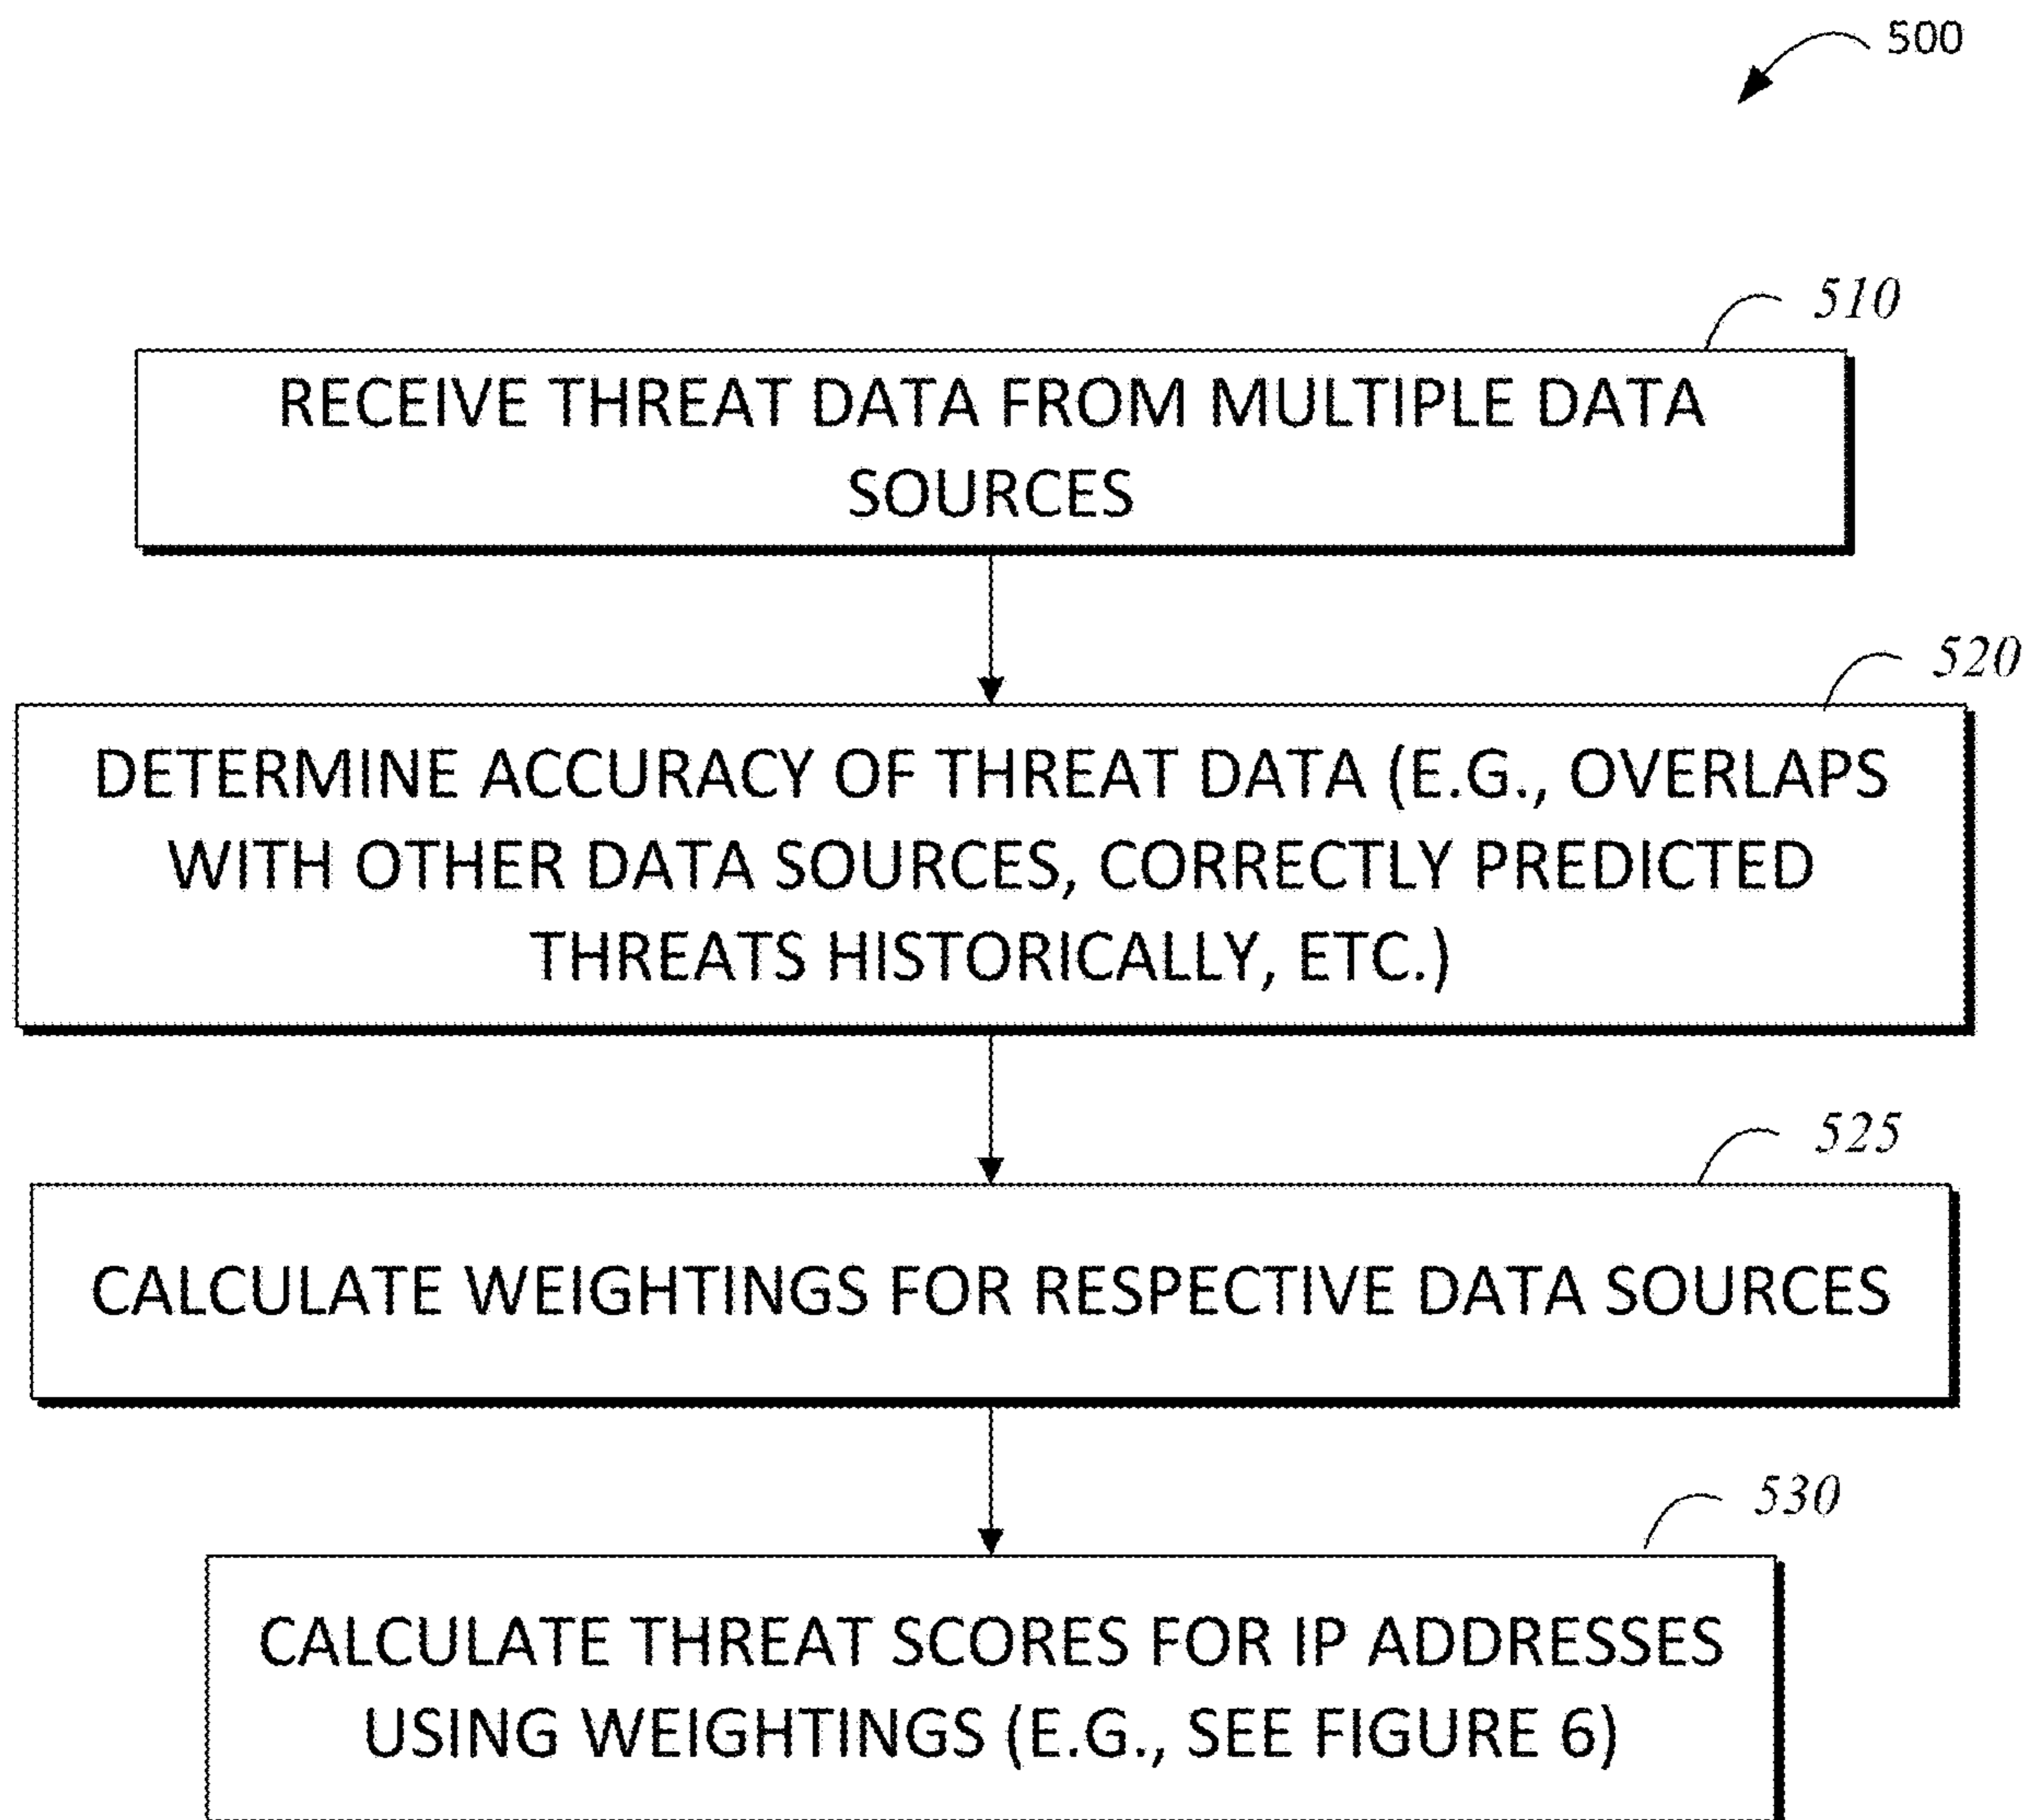 500
510
RECEIVE THREAT DATA FROM MULTIPLE DATA
SOURCES
520
DETERMINE ACCURACY OF THREAT DATA (E.G., OVERLAPS
WITH OTHER DATA SOURCES, CORRECTLY PREDICTED
THREATS HISTORICALLY, ETC.)
525
CALCULATE WEIGHTINGS FOR RESPECTIVE DATA SOURCES
530
CALCULATE THREAT SCORES FOR IP ADDRESSES
USING WEIGHTINGS (E.G., SEE FIGURE 6)